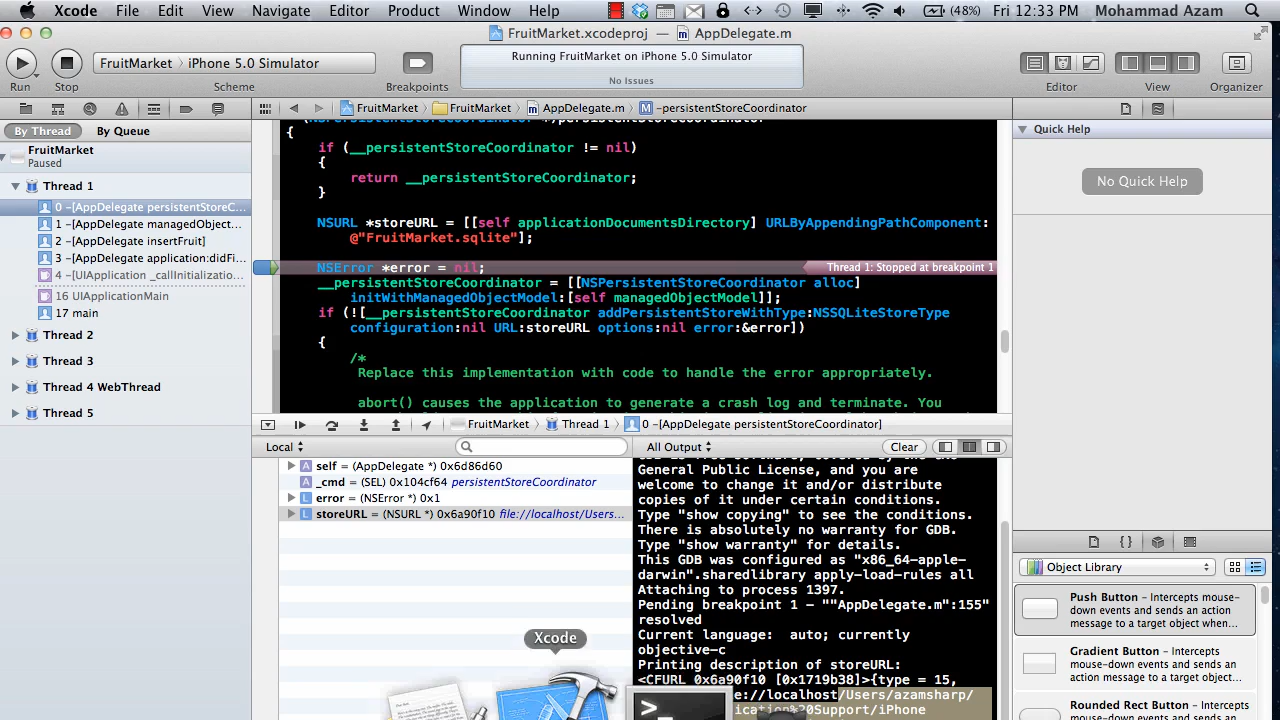 Xcode File Edit View Navigate Editor Product Window Help (48%) Fri 12:33 PM Mohammad Azam
FruitMarket.xcodeproj — AppDelegate.m
FruitMarket iPhone 5.0 Simulator
Running FruitMarket on iPhone 5.0 Simulator
No Issues
Run Stop Scheme Breakpoints Editor View Organizer
FruitMarket FruitMarket AppDelegate.m M -persistentStoreCoordinator
By Thread By Queue
FruitMarket
Paused
Thread 1
0 -[AppDelegate persistentStoreC...
1 -[AppDelegate managedObject...
2 -[AppDelegate insertFruit]
3 -[AppDelegate application:didFi...
4 -[UIApplication _callInitializatio...
16 UIApplicationMain
17 main
Thread 2
Thread 3
Thread 4 WebThread
Thread 5
{
if (__persistentStoreCoordinator != nil)
{
return __persistentStoreCoordinator;
}
NSURL *storeURL = [[self applicationDocumentsDirectory] URLByAppendingPathComponent:
@"FruitMarket.sqlite"];
NSError *error = nil; Thread 1: Stopped at breakpoint 1
__persistentStoreCoordinator = [[NSPersistentStoreCoordinator alloc]
initWithManagedObjectModel:[self managedObjectModel]];
if (![__persistentStoreCoordinator addPersistentStoreWithType:NSSQLiteStoreType
configuration:nil URL:storeURL options:nil error:&error])
{
/*
Replace this implementation with code to handle the error appropriately.
abort() causes the application to generate a crash log and terminate. You
FruitMarket Thread 1 0 -[AppDelegate persistentStoreCoordinator]
Local All Output Clear
A self = (AppDelegate *) 0x6d86d60
A _cmd = (SEL) 0x104cf64 persistentStoreCoordinator
L error = (NSError *) 0x1
L storeURL = (NSURL *) 0x6a90f10 file://localhost/Users...
General Public License, and you are
welcome to change it and/or distribute
copies of it under certain conditions.
Type "show copying" to see the conditions.
There is absolutely no warranty for GDB.
Type "show warranty" for details.
This GDB was configured as "x86_64-apple-
darwin".sharedlibrary apply-load-rules all
Attaching to process 1397.
Pending breakpoint 1 - ""AppDelegate.m":155"
resolved
Current language: auto; currently
objective-c
Printing description of storeURL:
<CFURL 0x6a90f10 [0x1719b38]>{type = 15,
e://localhost/Users/azamsharp/
ication%20Support/iPhone
Xcode
Quick Help
No Quick Help
Object Library
Push Button – Intercepts mouse-
down events and sends an action
message to a target object when...
Gradient Button – Intercepts
mouse-down events and sends an
action message to a target object...
Rounded Rect Button – Intercepts
mouse-down events and sends an